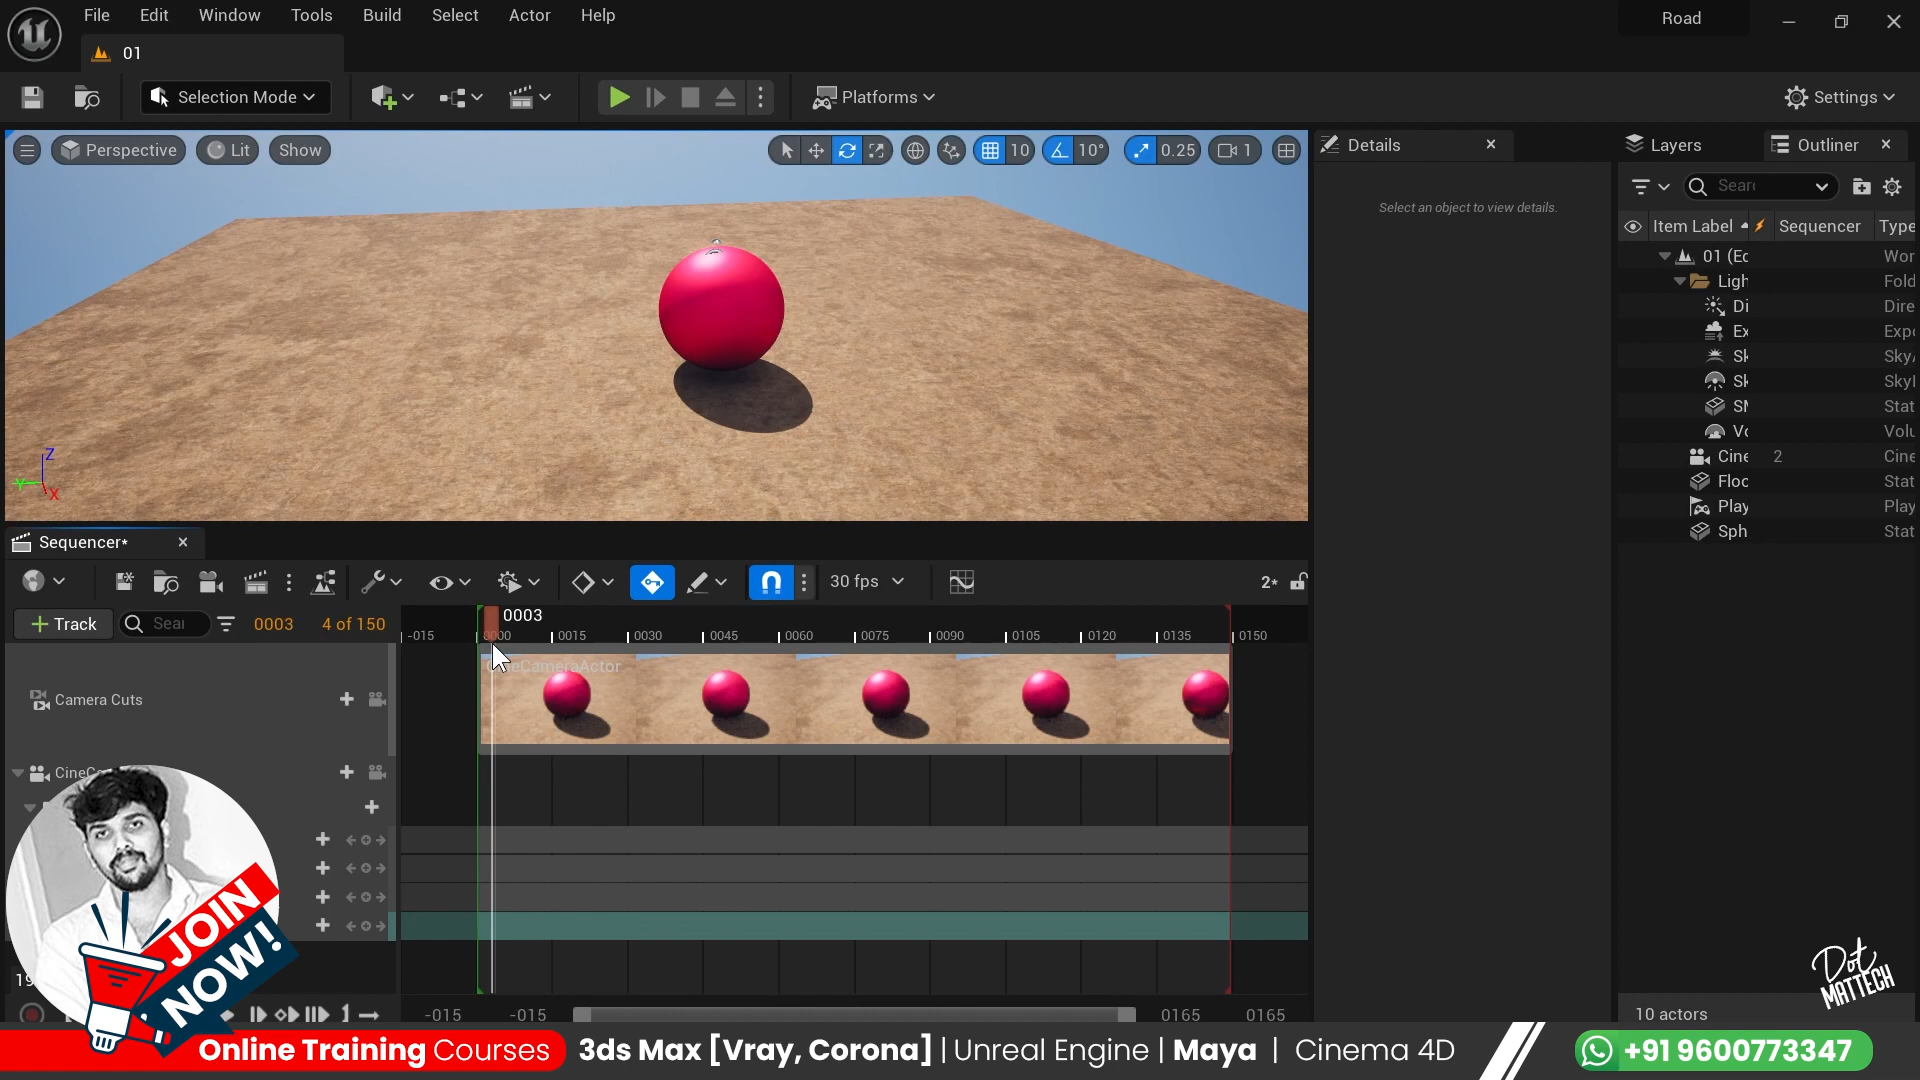 File Edit Window Tools Build Select Actor Help
Road
01
Selection Mode
Platforms
Settings
Perspective
Lit
Show
10
10°
0.25
1
Details
Layers
Outliner
Select an object to view details.
Item Label
Sequencer
Type
01 (Ed
Wor
Ligh
Fold
Di
Dire
Ex
Expo
Sk
Sky
Sk
Skyl
SM
Stat
Vo
Volu
Cine
2
Cine
Floo
Stat
Play
Play
Sph
Stat
Z
Y
X
Sequencer*
30 fps
2*
Track
Sear
0003
4 of 150
0003
-015 0000 0015 0030 0045 0060 0075 0090 0105 0120 0135 0150
CineCameraActor
Camera Cuts
JOIN
NOW!
-015
-015
0165
0165
Dot
MATTECH
10 actors
Online Training Courses
3ds Max [Vray, Corona] | Unreal Engine | Maya | Cinema 4D
+91 9600773347